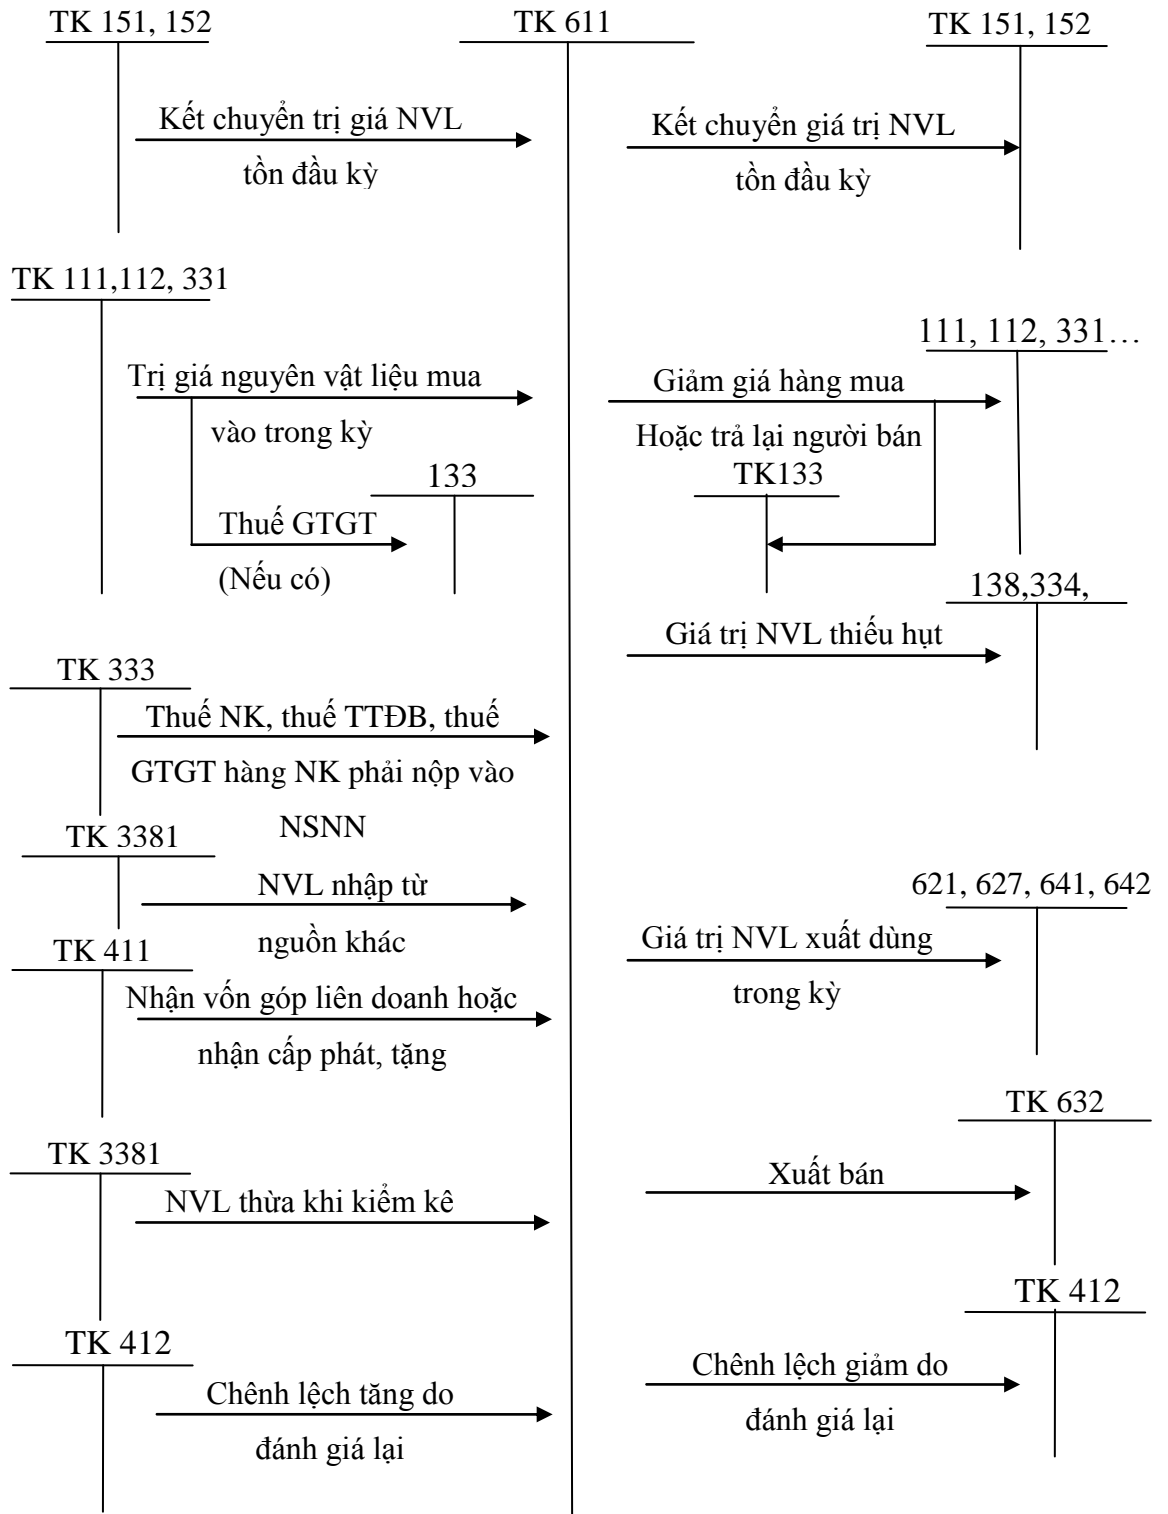 TK 151, 152
TK 611
TK 151, 152
Kết chuyển trị giá NVL
tồn đầu kỳ
Kết chuyển giá trị NVL
tồn đầu kỳ
TK 111,112, 331
111, 112, 331…
Trị giá nguyên vật liệu mua
vào trong kỳ
Giảm giá hàng mua
Hoặc trả lại người bán
133
TK133
Thuế GTGT
(Nếu có)
138,334,
Giá trị NVL thiếu hụt
TK 333
Thuế NK, thuế TTĐB, thuế
GTGT hàng NK phải nộp vào
NSNN
TK 3381
NVL nhập từ
nguồn khác
621, 627, 641, 642
Giá trị NVL xuất dùng
trong kỳ
TK 411
Nhận vốn góp liên doanh hoặc
nhận cấp phát, tặng
TK 632
Xuất bán
TK 3381
NVL thừa khi kiểm kê
TK 412
Chênh lệch giảm do
đánh giá lại
TK 412
Chênh lệch tăng do
đánh giá lại